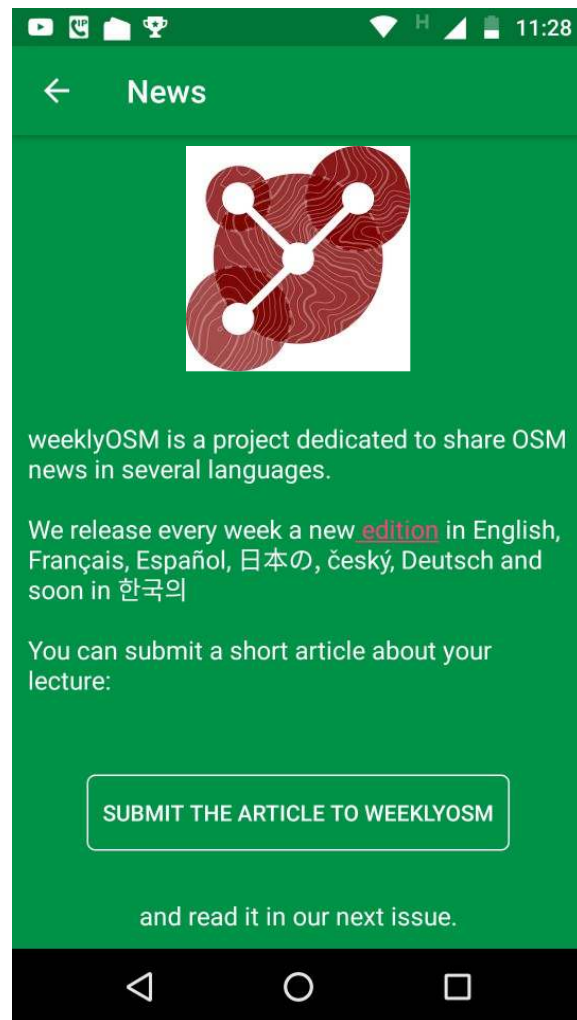 H
11:28
News
weeklyOSM is a project dedicated to share OSM
news in several languages.
We release every week a new edition in English,
Français, Español, 日本の, český, Deutsch and
soon in 한국의
You can submit a short article about your
lecture:
SUBMIT THE ARTICLE TO WEEKLYOSM
and read it in our next issue.